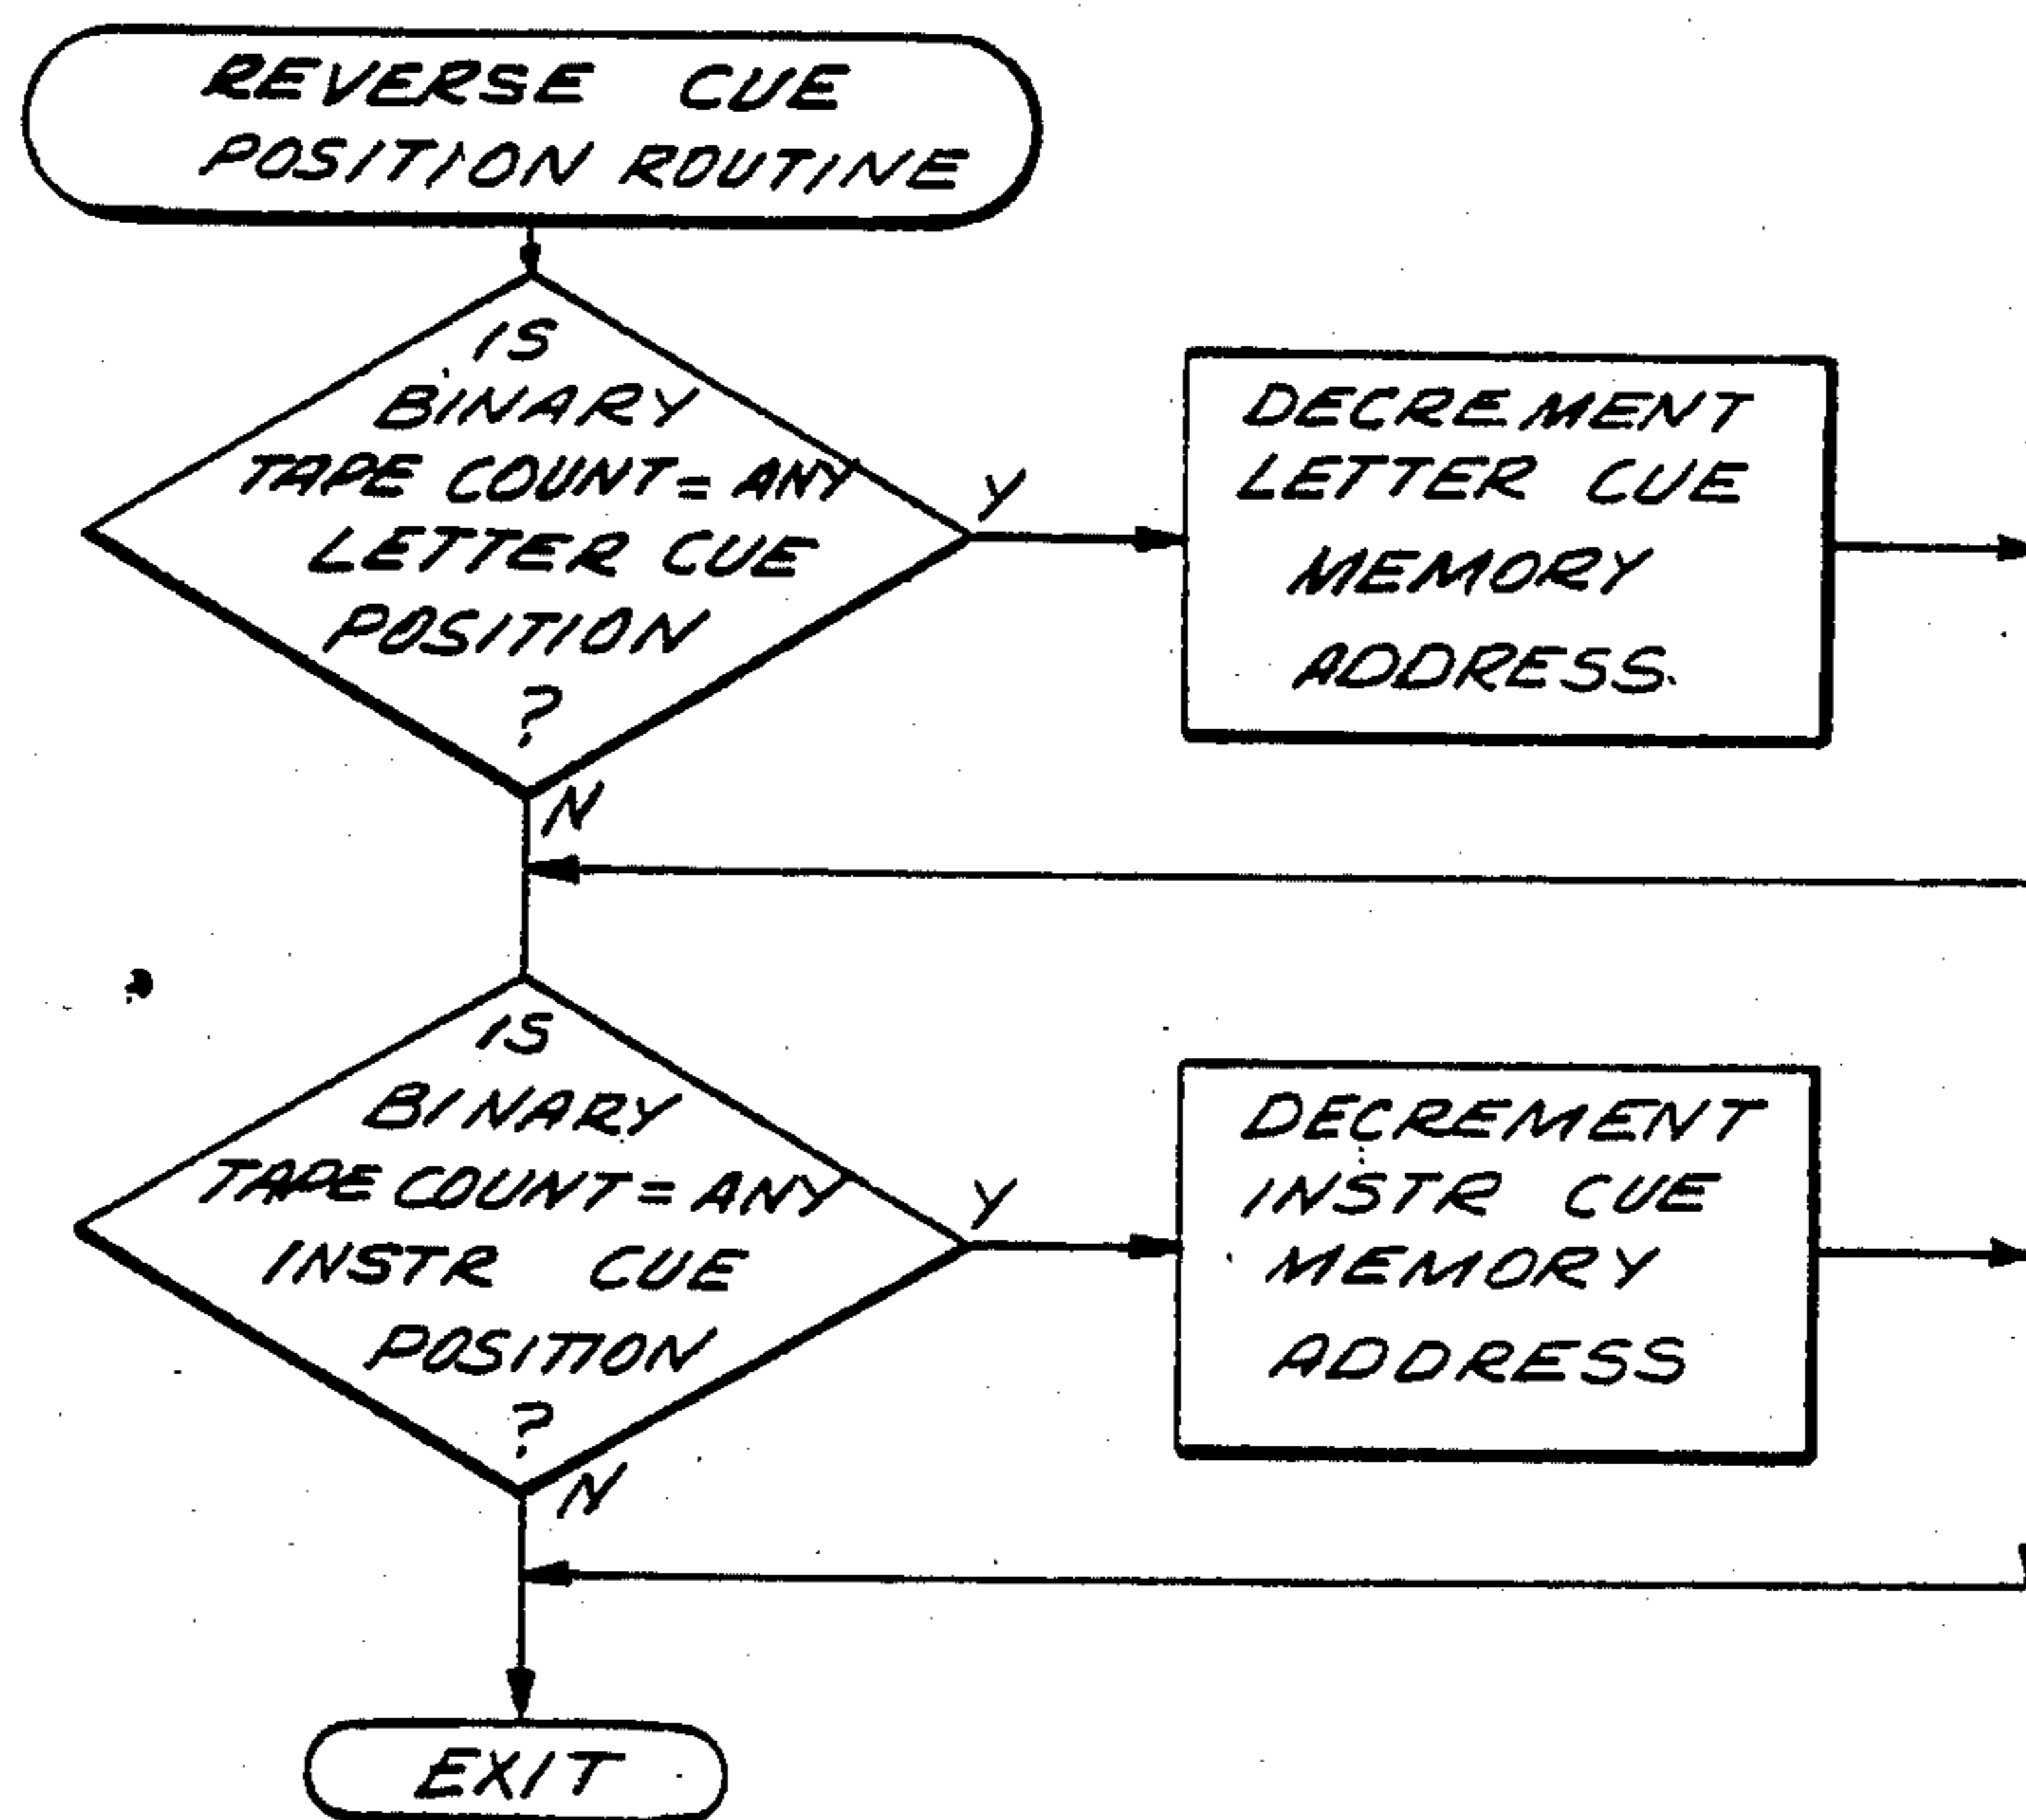 REVERSE CUE
POSITION ROUTINE
IS
BINARY
TAPE COUNT = ANY
LETTER CUE
POSITION
?
Y
N
DECREMENT
LETTER CUE
MEMORY
ADDRESS
IS
BINARY
TAPE COUNT = ANY
INSTR CUE
POSITION
?
Y
N
DECREMENT
INSTR CUE
MEMORY
ADDRESS
EXIT